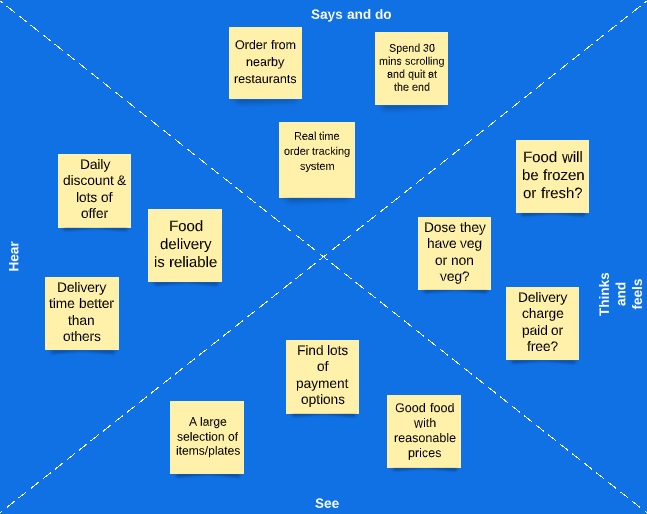 Says and do
Order from
nearby
restaurants
Spend 30
mins scrolling
and quit at
the end
Real time
order tracking
system
Hear
Daily
discount &
lots of
offer
Food
delivery
is reliable
Delivery
time better
than
others
Food will
be frozen
or fresh?
Dose they
have veg
or non
veg?
Delivery
charge
paid or
free?
Thinks
and
feels
Find lots
of
payment
options
A large
selection of
items/plates
Good food
with
reasonable
prices
See